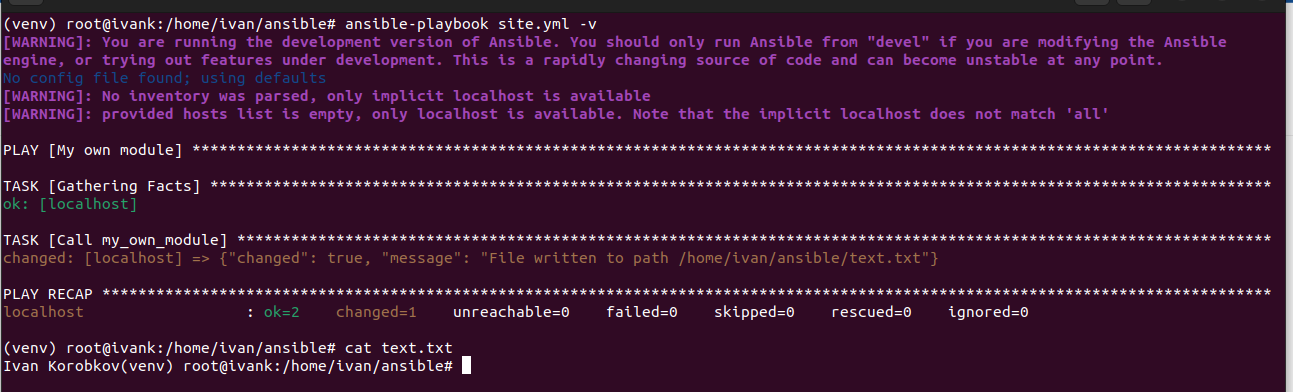 (venv) root@ivank:/home/ivan/ansible# ansible-playbook site.yml -v
[WARNING]: You are running the development version of Ansible. You should only run Ansible from "devel" if you are modifying the Ansible
engine, or trying out features under development. This is a rapidly changing source of code and can become unstable at any point.
No config file found; using defaults
[WARNING]: No inventory was parsed, only implicit localhost is available
[WARNING]: provided hosts list is empty, only localhost is available. Note that the implicit localhost does not match 'all'
PLAY [My own module] ************************************************************************************************************************
TASK [Gathering Facts] **********************************************************************************************************************
ok: [localhost]
TASK [Call my_own_module] *******************************************************************************************************************
changed: [localhost] => {"changed": true, "message": "File written to path /home/ivan/ansible/text.txt"}
PLAY RECAP **********************************************************************************************************************************
localhost                  : ok=2    changed=1    unreachable=0    failed=0    skipped=0    rescued=0    ignored=0
(venv) root@ivank:/home/ivan/ansible# cat text.txt
Ivan Korobkov(venv) root@ivank:/home/ivan/ansible#